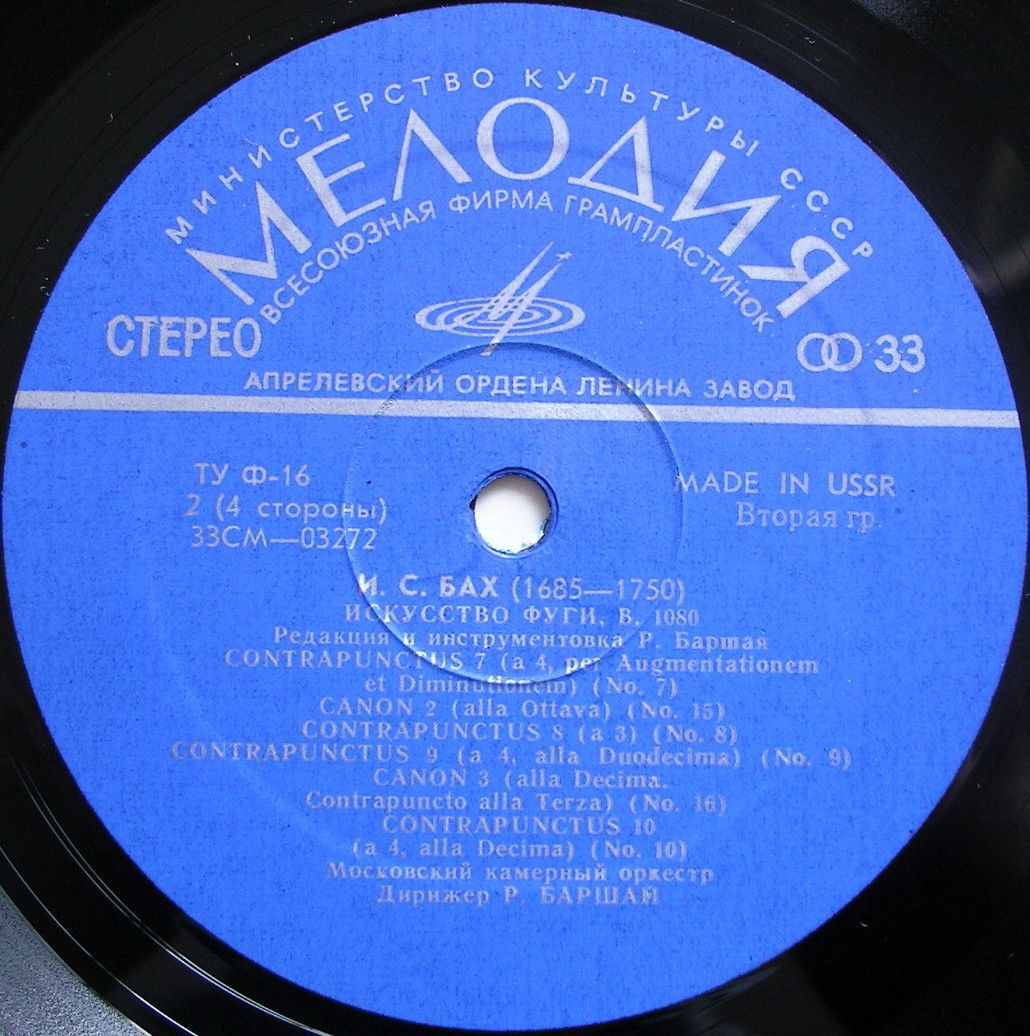 МИНИСТЕРСТВО КУЛЬТУРЫ СССР
МЕЛОДИЯ
ВСЕСОЮЗНАЯ ФИРМА ГРАМПЛАСТИНОК
СТЕРЕО
33
АПРЕЛЕВСКИЙ ОРДЕНА ЛЕНИНА ЗАВОД
ТУ Ф-16
MADE IN USSR
2 (4 стороны)
Вторая гр.
33СМ—03272
И. С. БАХ (1685—1750)
ИСКУССТВО ФУГИ, В. 1080
Редакция и инструментовка Р. Баршая
CONTRAPUNCTUS 7 (a 4, per Augmentationem
et Diminutionem) (No. 7)
CANON 2 (alla Ottava) (No. 15)
CONTRAPUNCTUS 8 (a 3) (No. 8)
CONTRAPUNCTUS 9 (a 4, alla Duodecima) (No. 9)
CANON 3 (alla Decima.
Contrapuncto alla Terza) (No. 16)
CONTRAPUNCTUS 10
(a 4, alla Decima) (No. 10)
Московский камерный оркестр
Дирижер Р. БАРШАЙ